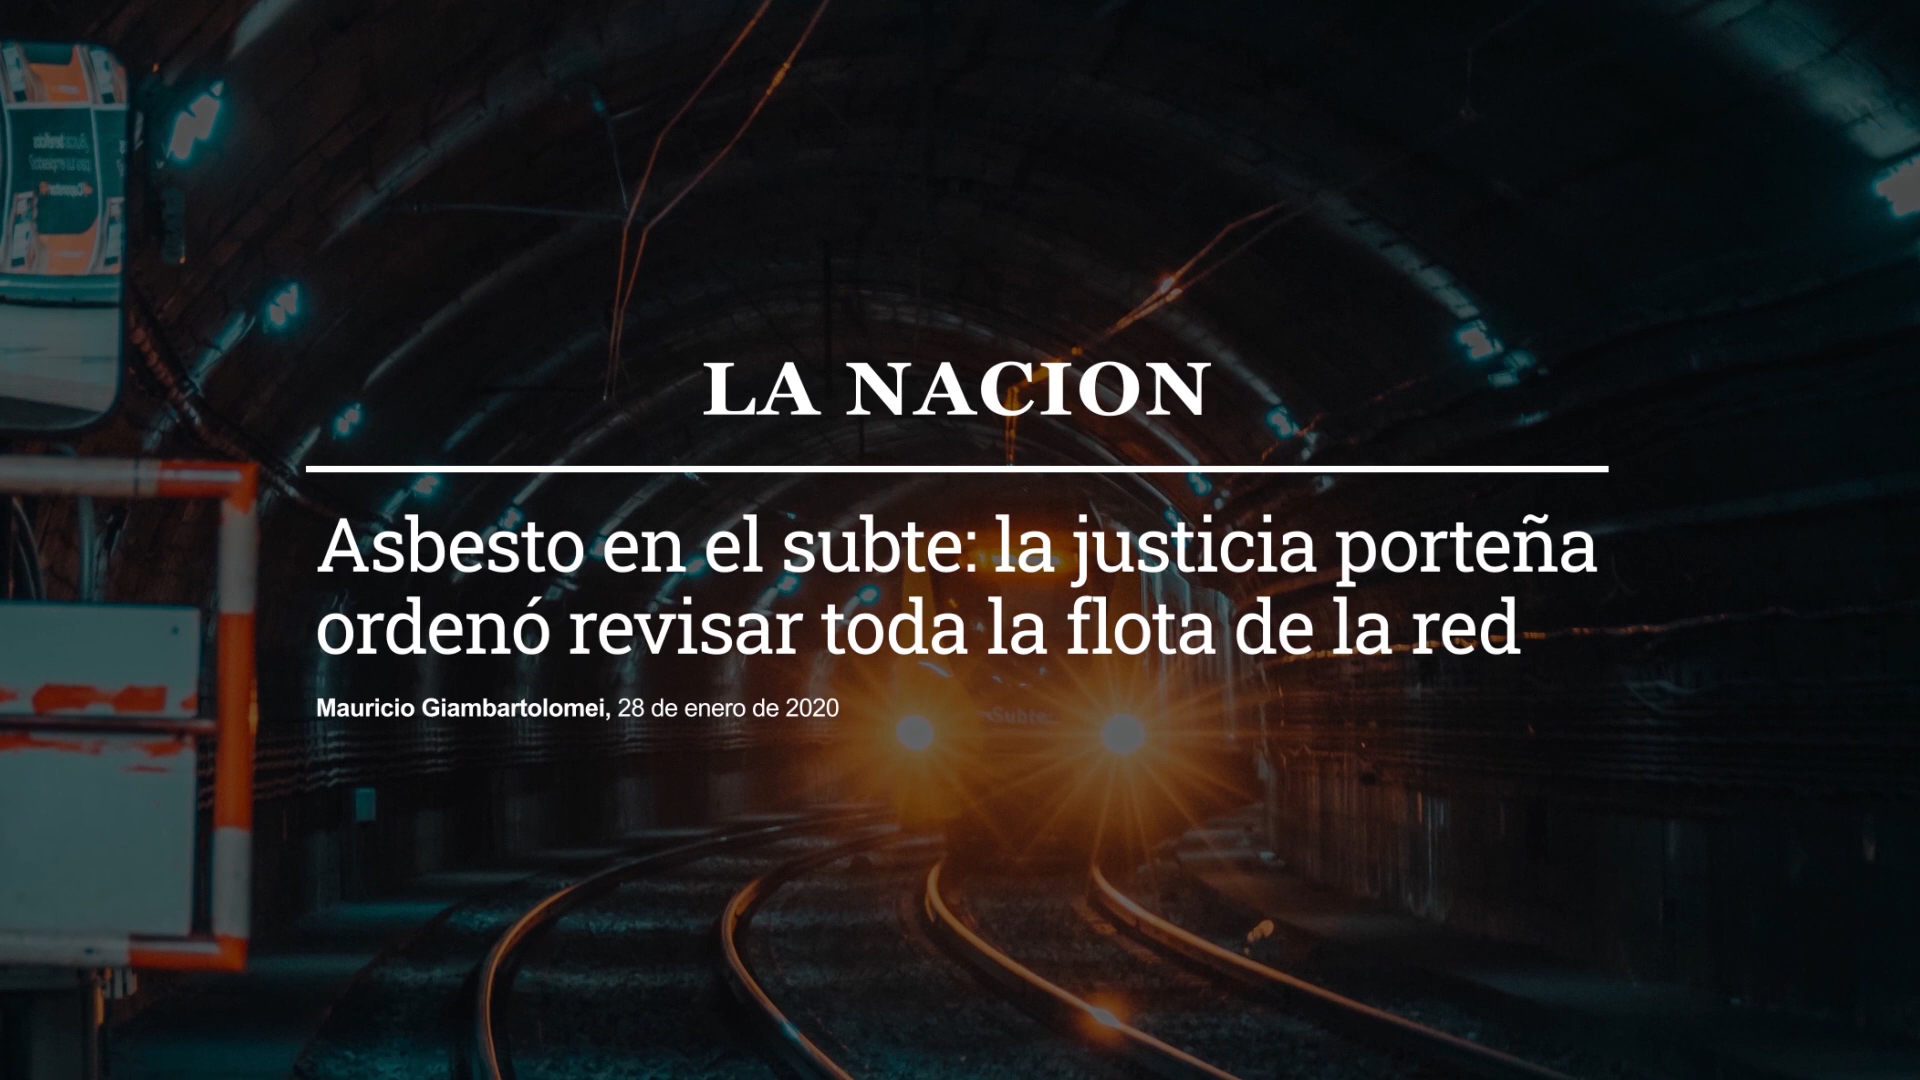 LA NACION
Asbesto en el subte: la justicia porteña
ordenó revisar toda la flota de la red
Mauricio Giambartolomei, 28 de enero de 2020
Subte